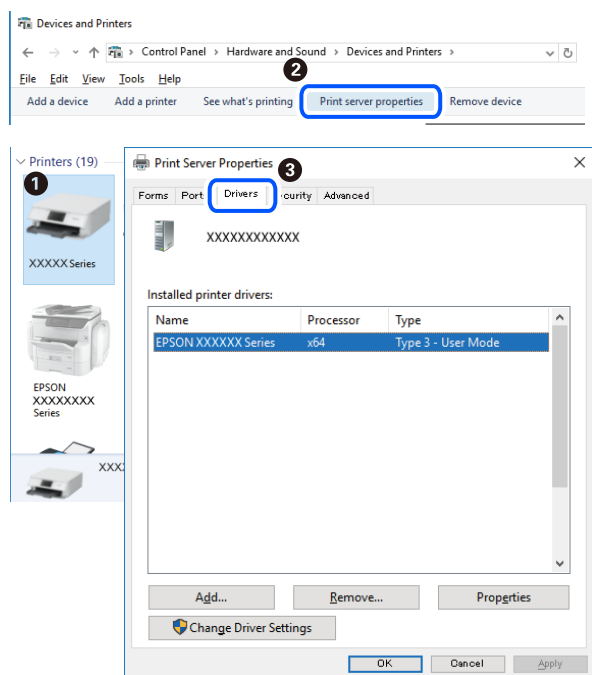 Devices and Printers
Control Panel > Hardware and Sound > Devices and Printers >
2
File Edit View Tools Help
Add a device Add a printer See what's printing Print server properties Remove device
Printers (19)
1
XXXXX Series
EPSON
XXXXXXXX
Series
XXX
Print Server Properties
3
Forms Port Drivers curity Advanced
XXXXXXXXXXXX
Installed printer drivers:
Name Processor Type
EPSON XXXXXX Series x64 Type 3 - User Mode
Add... Remove... Properties
Change Driver Settings
OK Cancel Apply